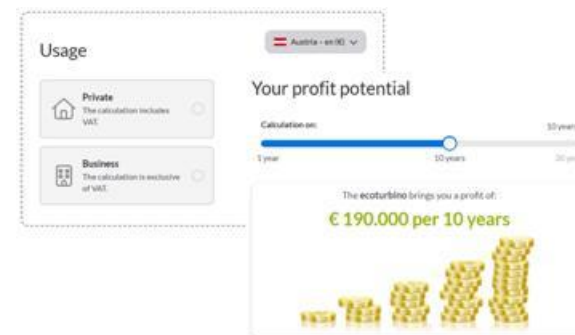 Usage
Austria - en (€)
Private
The calculation includes
VAT.
Business
The calculation is exclusive
of VAT.
Your profit potential
Calculation on:
10 years
1 year
10 years
The ecoturbino brings you a profit of:
€ 190.000 per 10 years